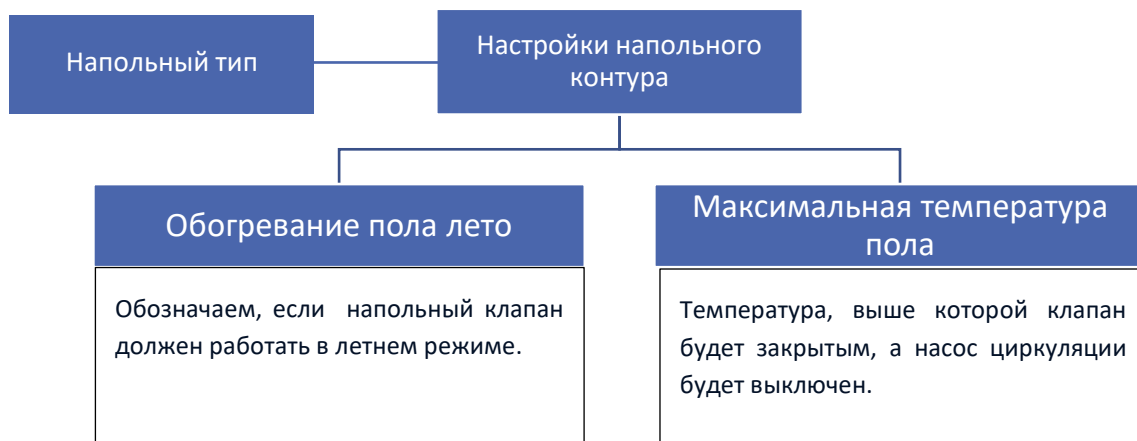 Напольный тип
Настройки напольного
контура
Обогревание пола лето
Обозначаем, если напольный клапан
должен работать в летнем режиме.
Максимальная температура
пола
Температура, выше которой клапан
будет закрытым, а насос циркуляции
будет выключен.